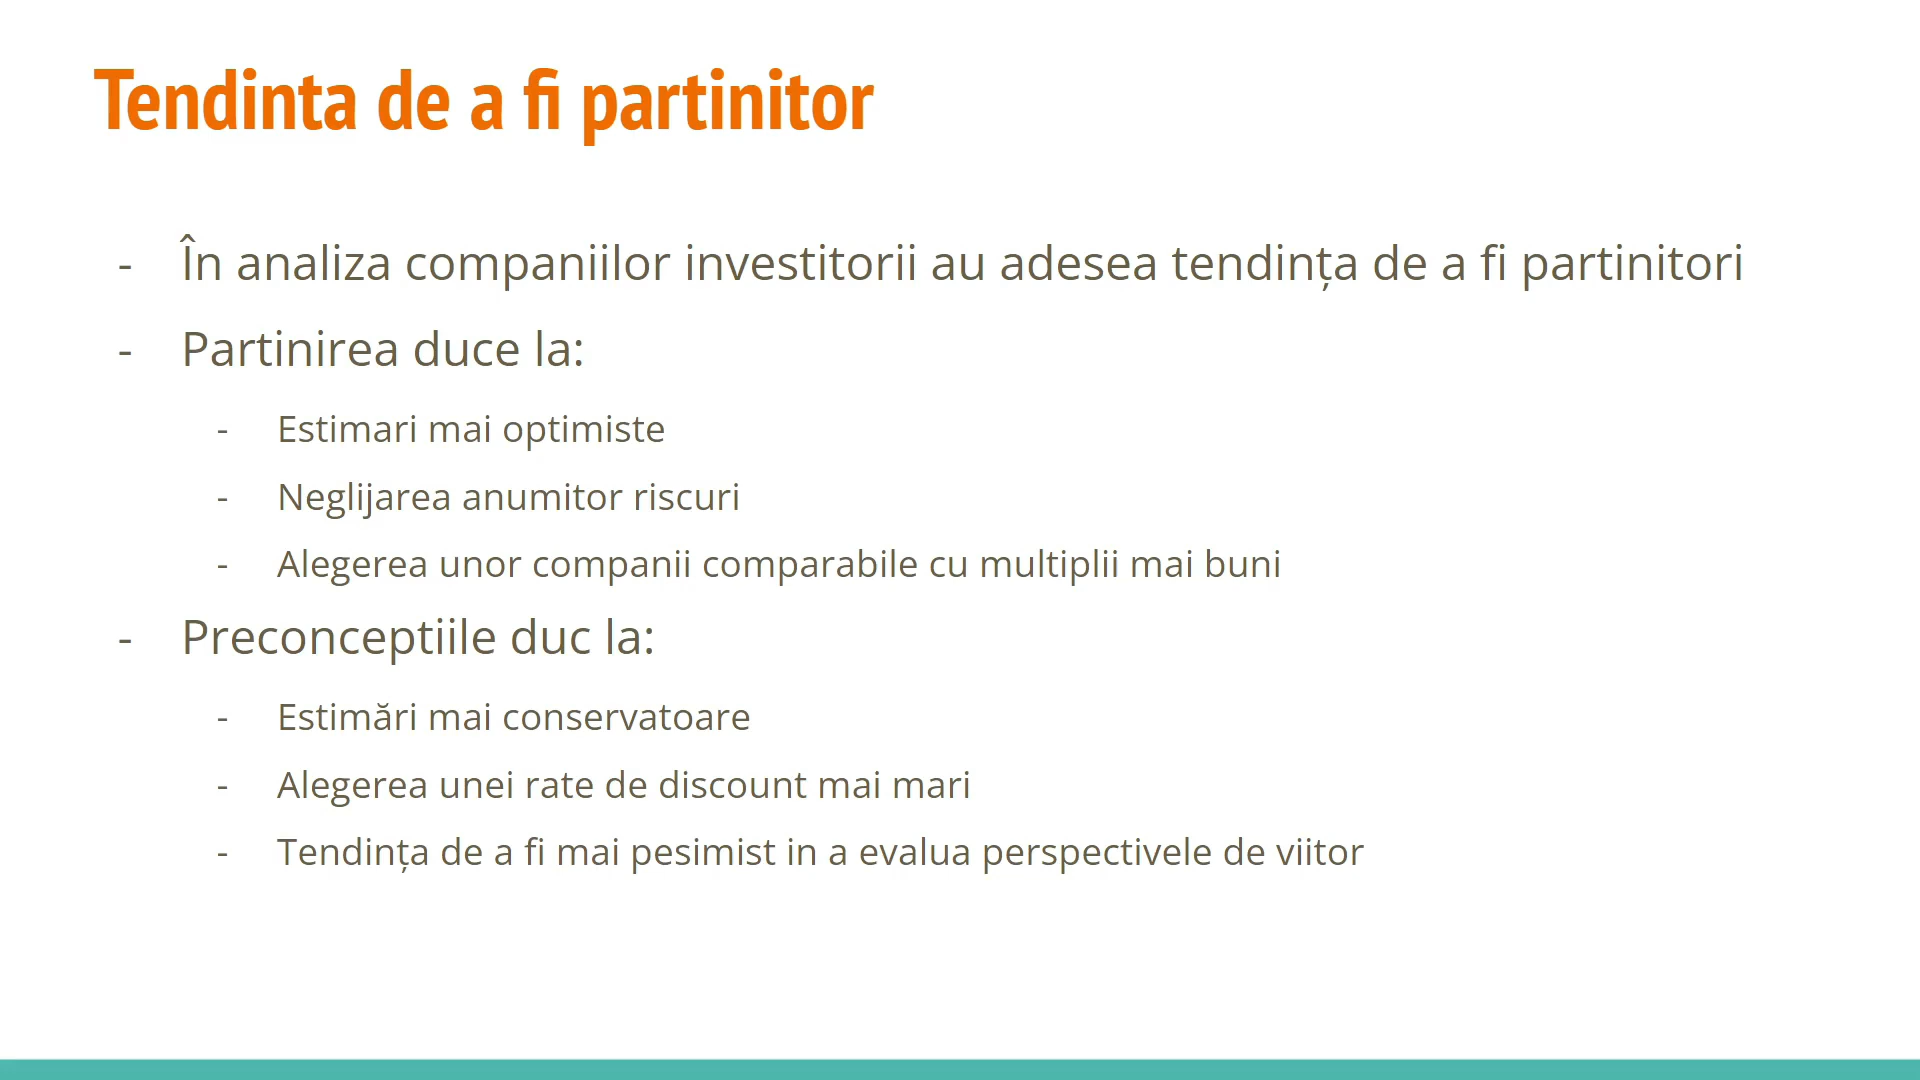 Tendinta de a fi partinitor
- În analiza companiilor investitorii au adesea tendința de a fi partinitori
- Partinirea duce la:
- Estimari mai optimiste
- Neglijarea anumitor riscuri
- Alegerea unor companii comparabile cu multiplii mai buni
- Preconceptiile duc la:
- Estimări mai conservatoare
- Alegerea unei rate de discount mai mari
- Tendința de a fi mai pesimist in a evalua perspectivele de viitor